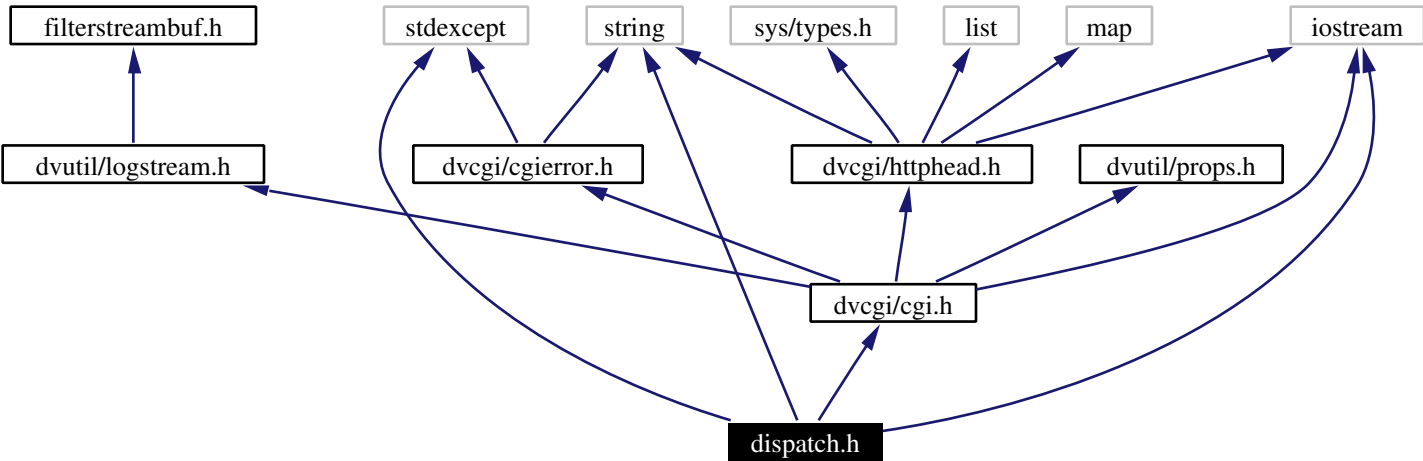 filterstreambuf.h
stdexcept
string
sys/types.h
list
map
iostream
dvutil/logstream.h
dvcgi/cgierror.h
dvcgi/httphead.h
dvutil/props.h
dvcgi/cgi.h
dispatch.h